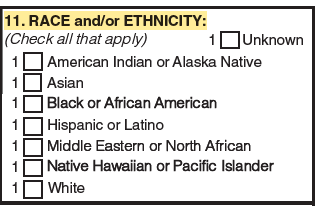 11. RACE and/or ETHNICITY:
(Check all that apply) 1 Unknown
1 American Indian or Alaska Native
1 Asian
1 Black or African American
1 Hispanic or Latino
1 Middle Eastern or North African
1 Native Hawaiian or Pacific Islander
1 White